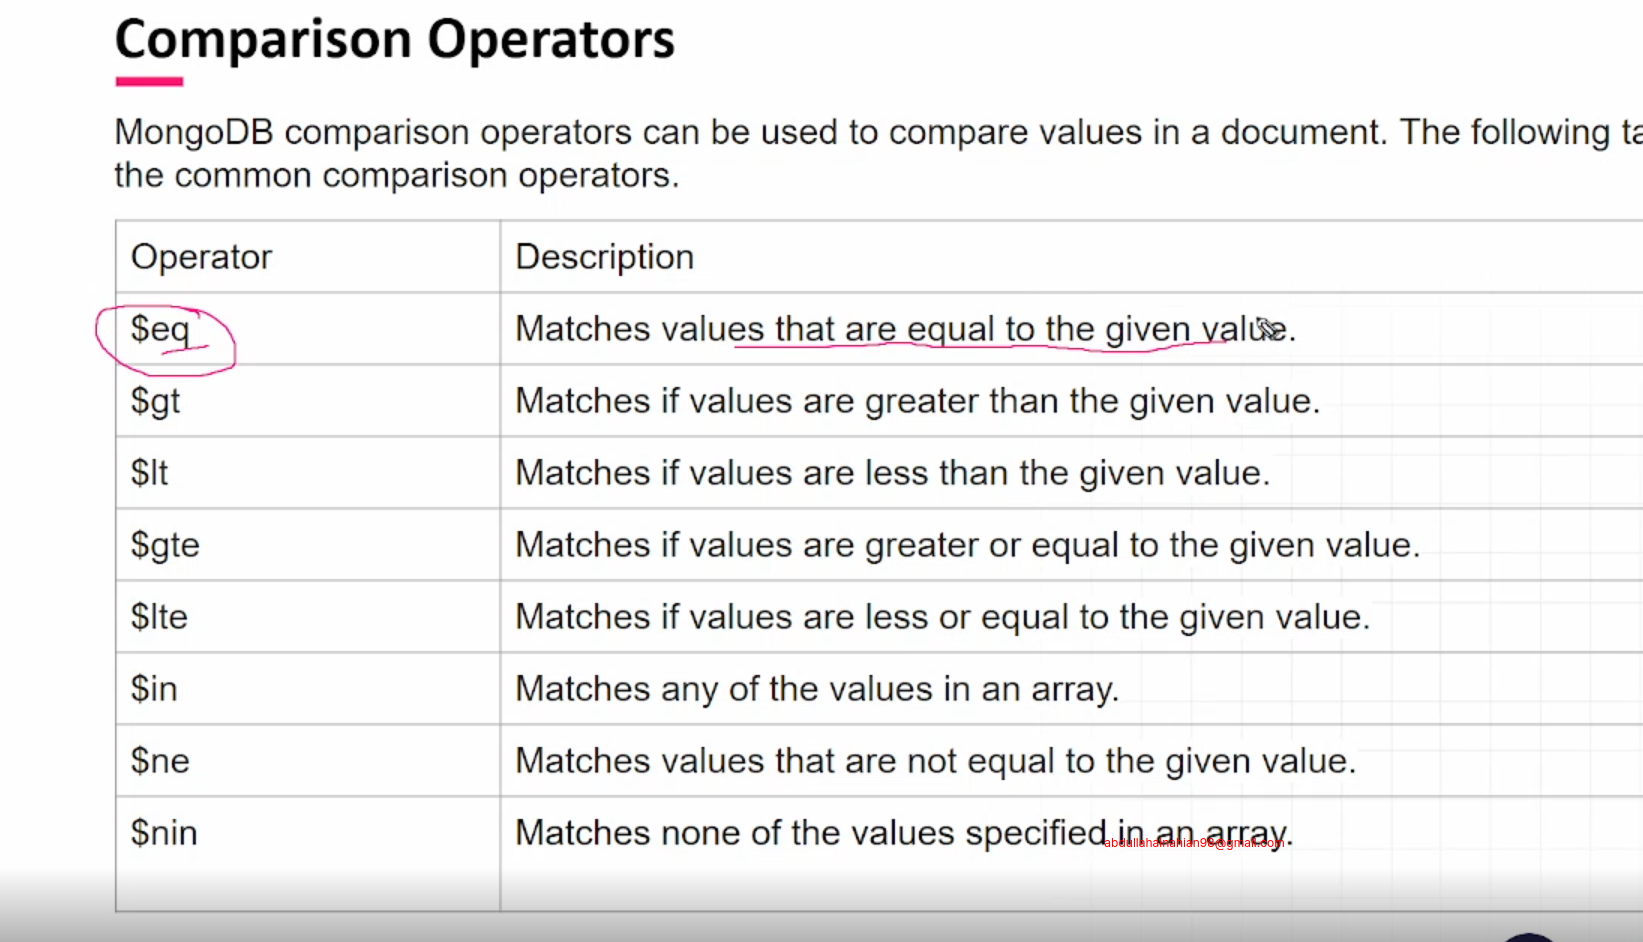 Comparison Operators
MongoDB comparison operators can be used to compare values in a document. The following ta
the common comparison operators.
Operator Description
$eq Matches values that are equal to the given value.
$gt Matches if values are greater than the given value.
$lt Matches if values are less than the given value.
$gte Matches if values are greater or equal to the given value.
$lte Matches if values are less or equal to the given value.
$in Matches any of the values in an array.
$ne Matches values that are not equal to the given value.
$nin Matches none of the values specified in an array.